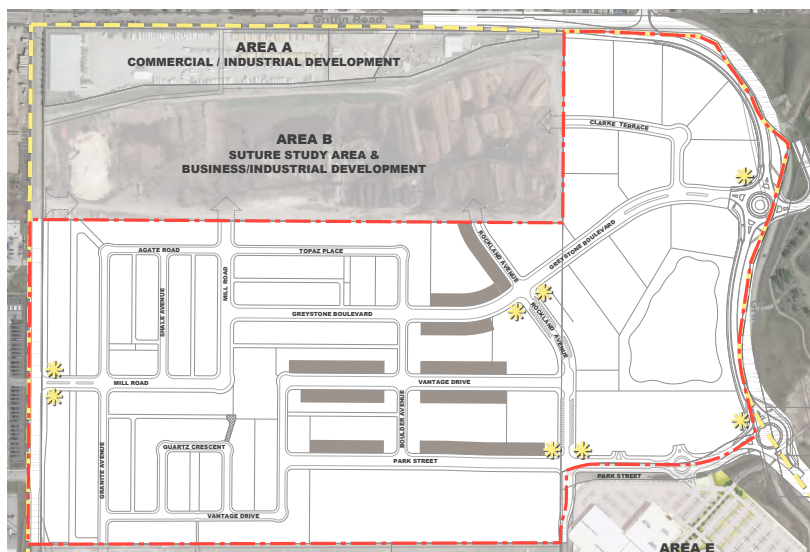 Griffin Road
AREA A
COMMERCIAL / INDUSTRIAL DEVELOPMENT
CLARKE TERRACE
AREA B
SUTURE STUDY AREA &
BUSINESS/INDUSTRIAL DEVELOPMENT
AGATE ROAD
TOPAZ PLACE
ROCKLAND AVENUE
GREYSTONE BOULEVARD
MILL ROAD
SHALE AVENUE
GREYSTONE BOULEVARD
ROCKLAND AVENUE
MILL ROAD
VANTAGE DRIVE
BOULDER AVENUE
QUARTZ CRESCENT
GRANITE AVENUE
PARK STREET
PARK STREET
VANTAGE DRIVE
AREA E